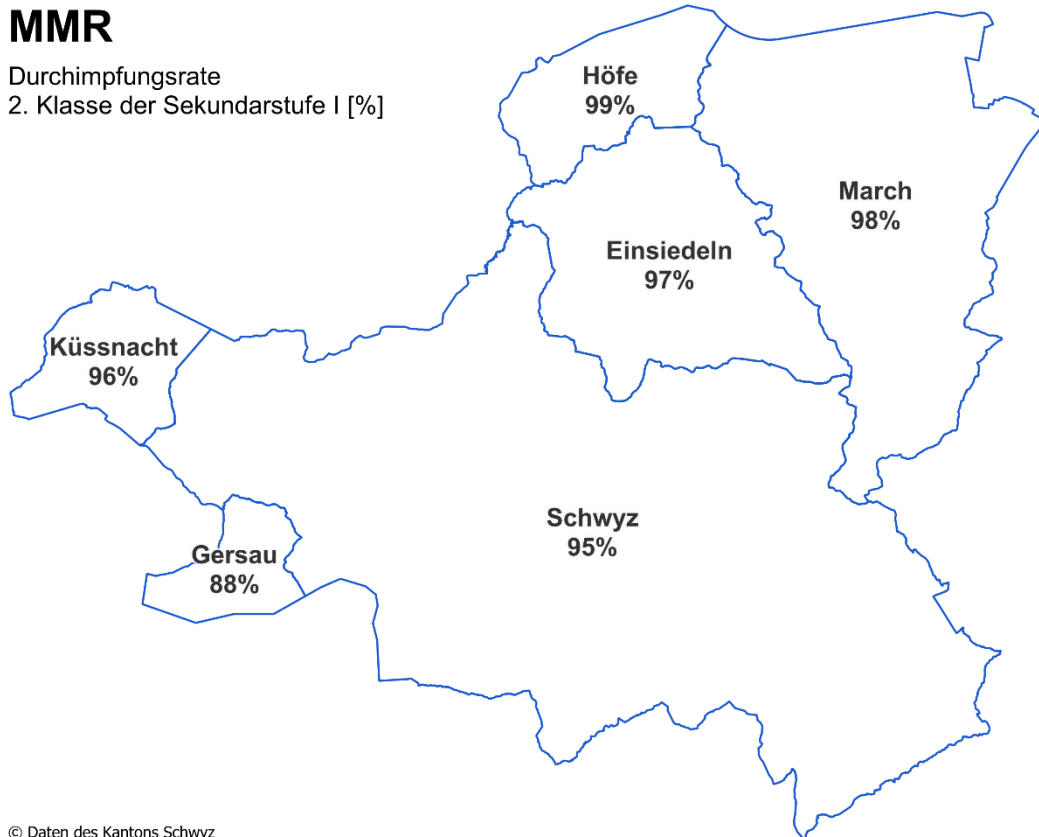 MMR
Durchimpfungsrate
2. Klasse der Sekundarstufe I [%]
Höfe
99%
March
98%
Einsiedeln
97%
Küssnacht
96%
Schwyz
95%
Gersau
88%
© Daten des Kantons Schwyz